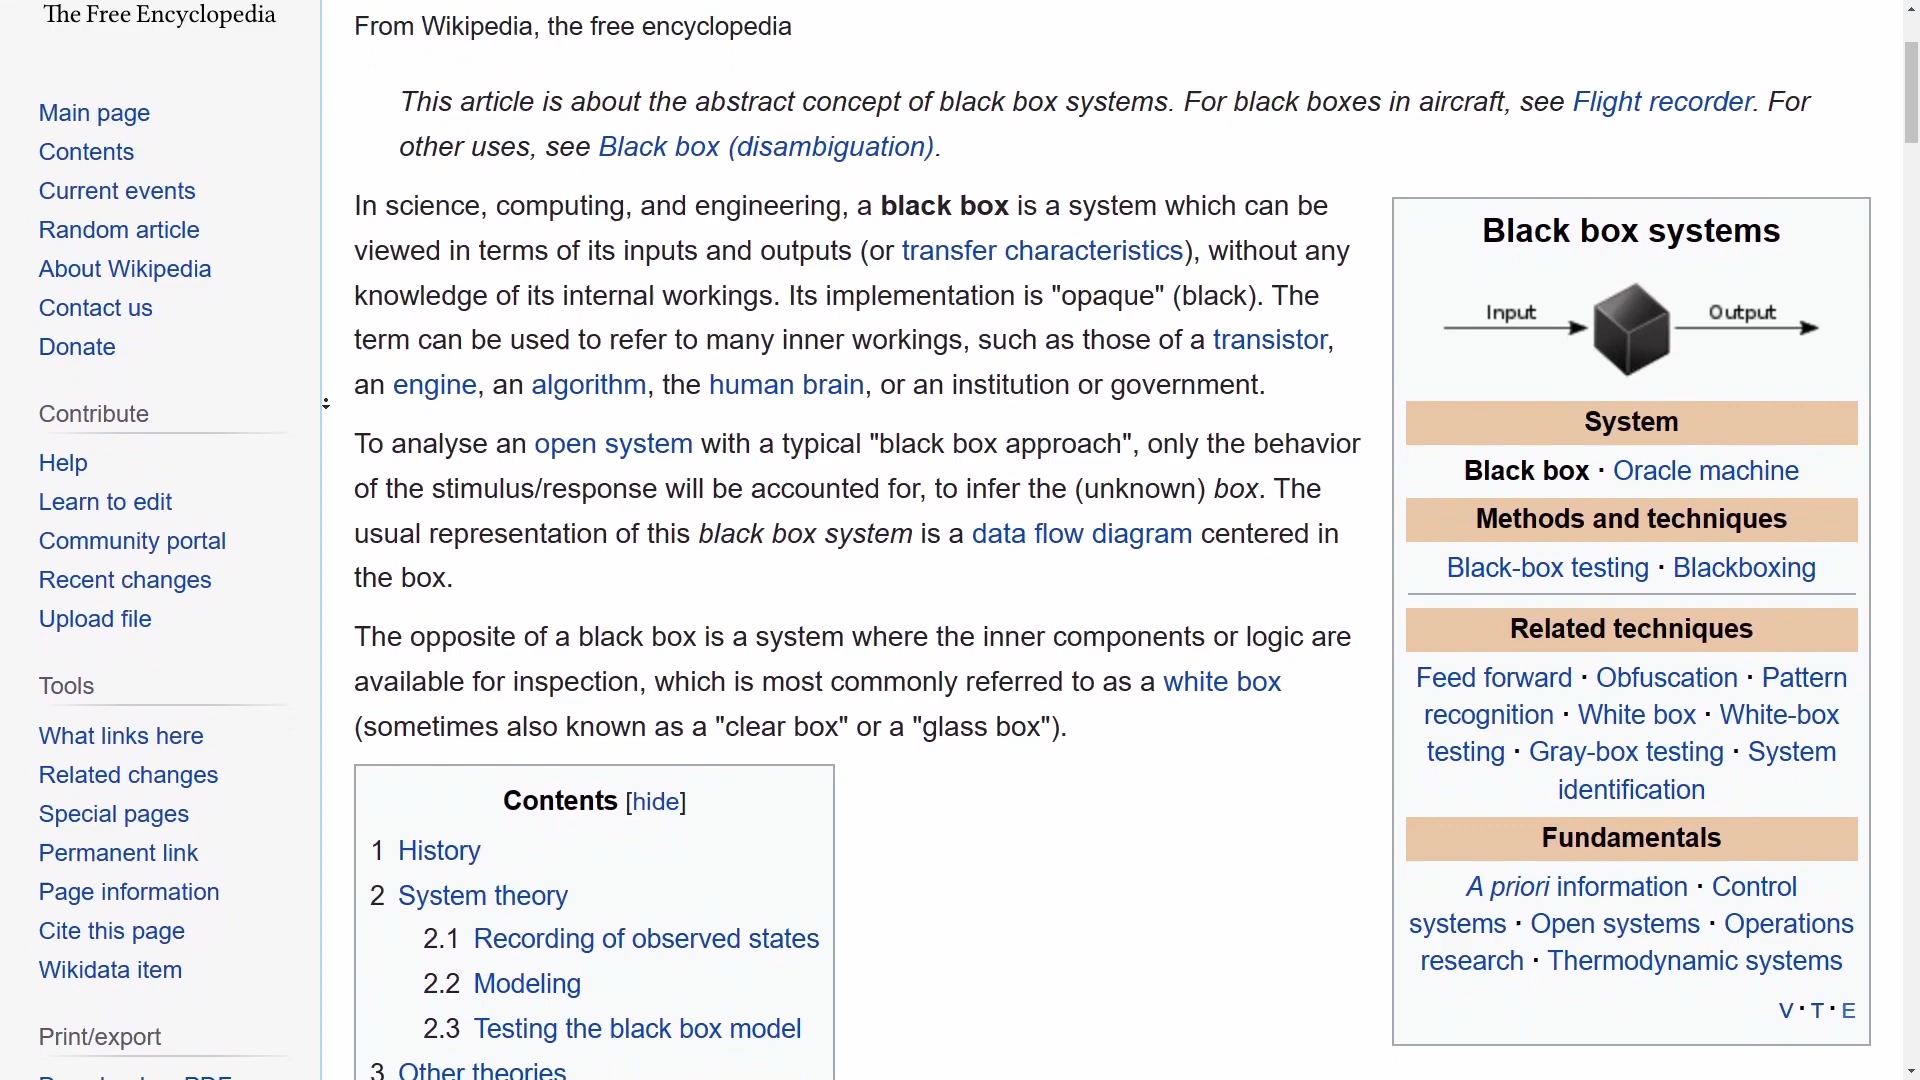 The Free Encyclopedia
Main page
Contents
Current events
Random article
About Wikipedia
Contact us
Donate
Contribute
Help
Learn to edit
Community portal
Recent changes
Upload file
Tools
What links here
Related changes
Special pages
Permanent link
Page information
Cite this page
Wikidata item
Print/export
From Wikipedia, the free encyclopedia
This article is about the abstract concept of black box systems. For black boxes in aircraft, see Flight recorder. For
other uses, see Black box (disambiguation).
In science, computing, and engineering, a black box is a system which can be
viewed in terms of its inputs and outputs (or transfer characteristics), without any
knowledge of its internal workings. Its implementation is "opaque" (black). The
term can be used to refer to many inner workings, such as those of a transistor,
an engine, an algorithm, the human brain, or an institution or government.
To analyse an open system with a typical "black box approach", only the behavior
of the stimulus/response will be accounted for, to infer the (unknown) box. The
usual representation of this black box system is a data flow diagram centered in
the box.
The opposite of a black box is a system where the inner components or logic are
available for inspection, which is most commonly referred to as a white box
(sometimes also known as a "clear box" or a "glass box").
Contents [hide]
1 History
2 System theory
2.1 Recording of observed states
2.2 Modeling
2.3 Testing the black box model
3 Other theories
Black box systems
Input Output
System
Black box · Oracle machine
Methods and techniques
Black-box testing · Blackboxing
Related techniques
Feed forward · Obfuscation · Pattern
recognition · White box · White-box
testing · Gray-box testing · System
identification
Fundamentals
A priori information · Control
systems · Open systems · Operations
research · Thermodynamic systems
V · T · E